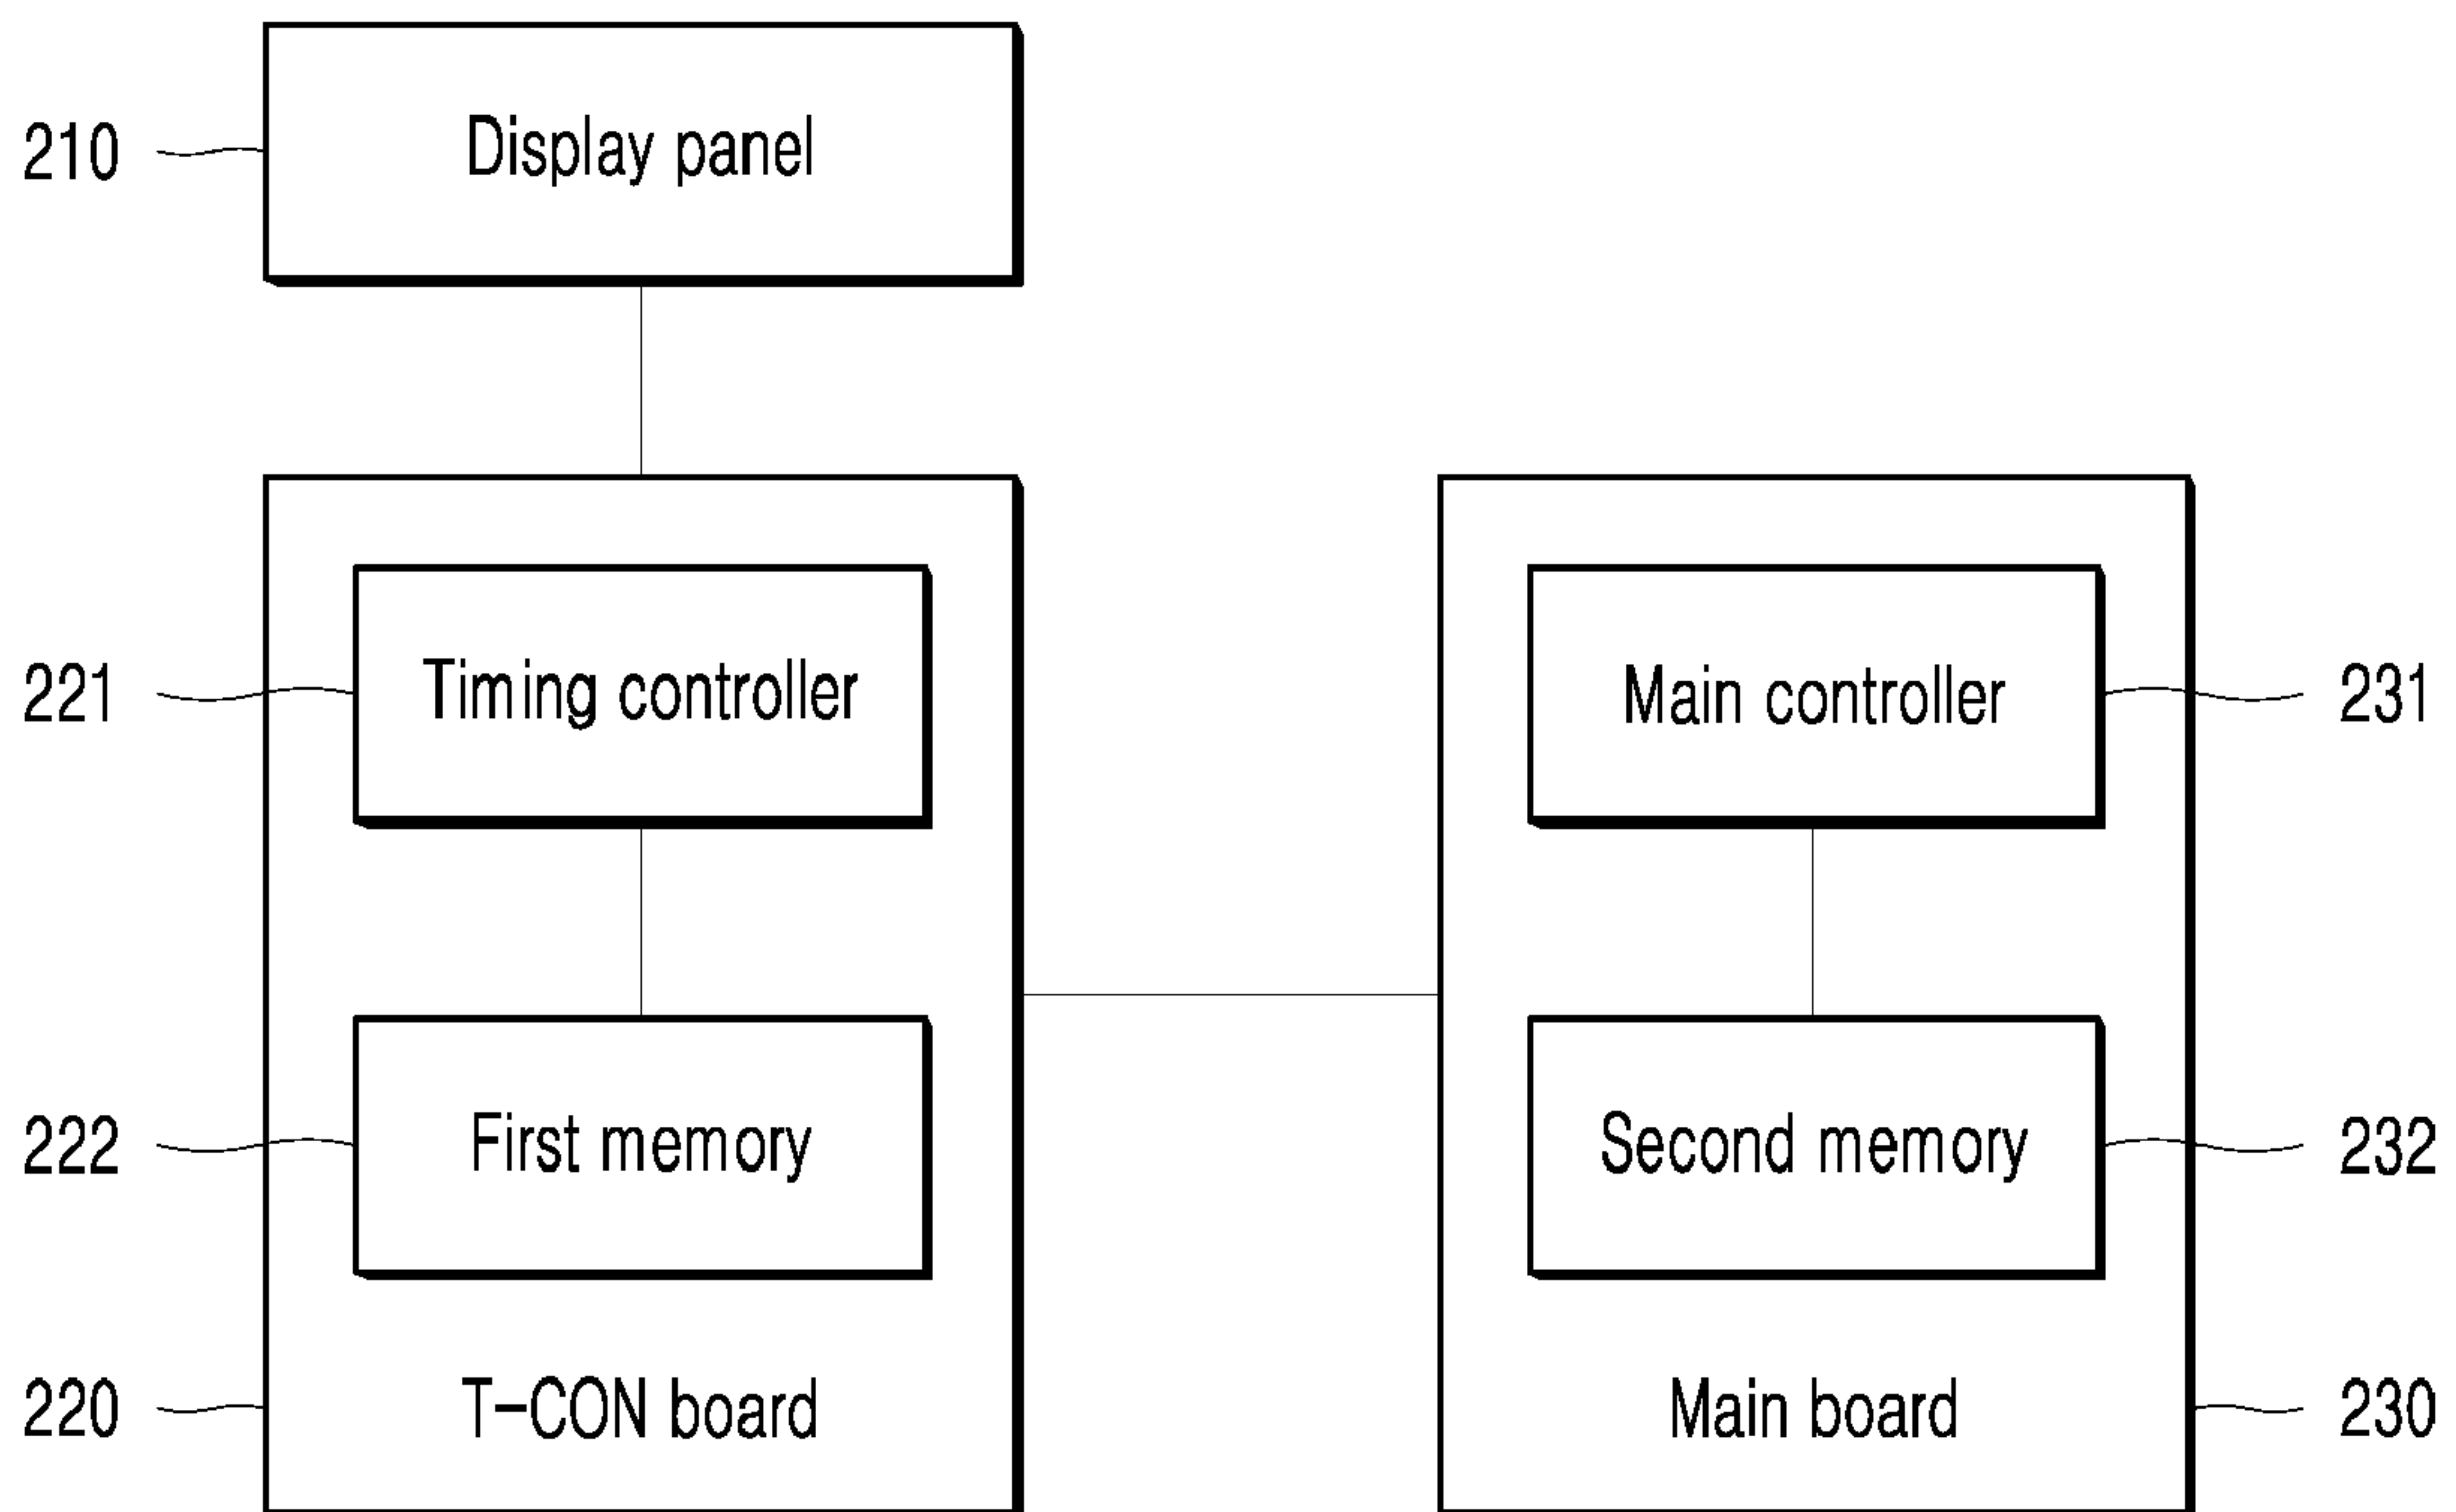 210
Display panel
221
Timing controller
Main controller
231
222
First memory
Second memory
232
220
T-CON board
Main board
230